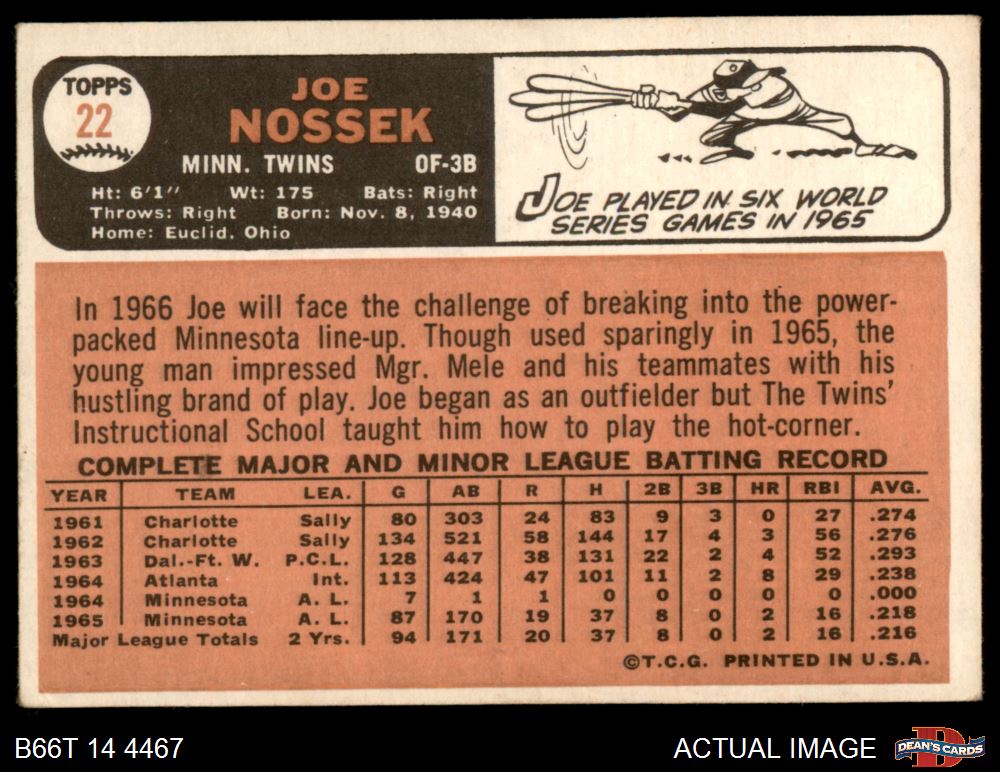 TOPPS
22
JOE
NOSSEK
MINN. TWINS OF-3B
Ht: 6'1" Wt: 175 Bats: Right
Throws: Right Born: Nov. 8, 1940
Home: Euclid, Ohio
JOE PLAYED IN SIX WORLD
SERIES GAMES IN 1965
In 1966 Joe will face the challenge of breaking into the power-
packed Minnesota line-up. Though used sparingly in 1965, the
young man impressed Mgr. Mele and his teammates with his
hustling brand of play. Joe began as an outfielder but The Twins'
Instructional School taught him how to play the hot-corner.
COMPLETE MAJOR AND MINOR LEAGUE BATTING RECORD
YEAR TEAM LEA. G AB R H 2B 3B HR RBI AVG.
1961 Charlotte Sally 80 303 24 83 9 3 0 27 .274
1962 Charlotte Sally 134 521 58 144 17 4 3 56 .276
1963 Dal.-Ft. W. P.C.L. 128 447 38 131 22 2 4 52 .293
1964 Atlanta Int. 113 424 47 101 11 2 8 29 .238
1964 Minnesota A. L. 7 1 1 0 0 0 0 0 .000
1965 Minnesota A. L. 87 170 19 37 8 0 2 16 .218
Major League Totals 2 Yrs. 94 171 20 37 8 0 2 16 .216
©T.C.G. PRINTED IN U.S.A.
B66T 14 4467 ACTUAL IMAGE DEAN'S CARDS